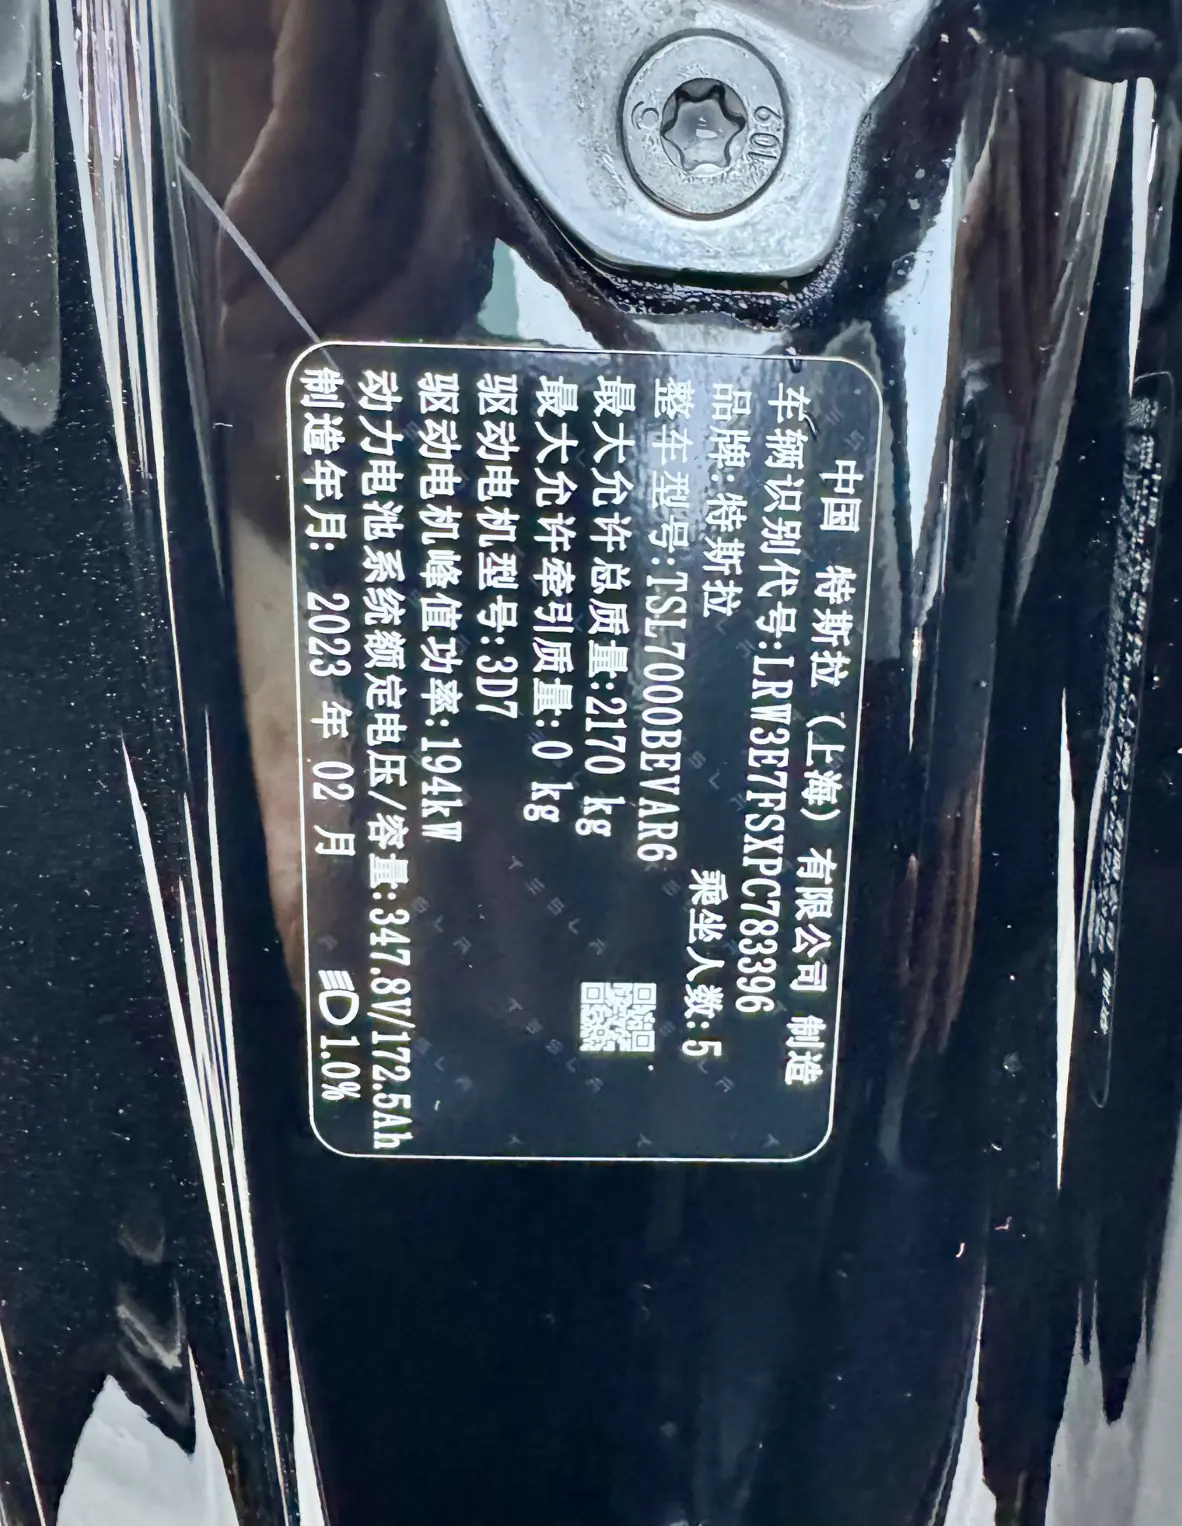 中国 特斯拉（上海）有限公司 制造
车辆识别代号:LRW3E7FSXPC783396
品牌:特斯拉 乘坐人数:5
整车型号:TSL7000BEVAR6
最大允许总质量:2170 kg
最大允许牵引质量:0 kg
驱动电机型号:3D7
驱动电机峰值功率:194kW
动力电池系统额定电压/容量:347.8V/172.5Ah
制造年月: 2023 年 02 月 1.0%
10.9
TESLA